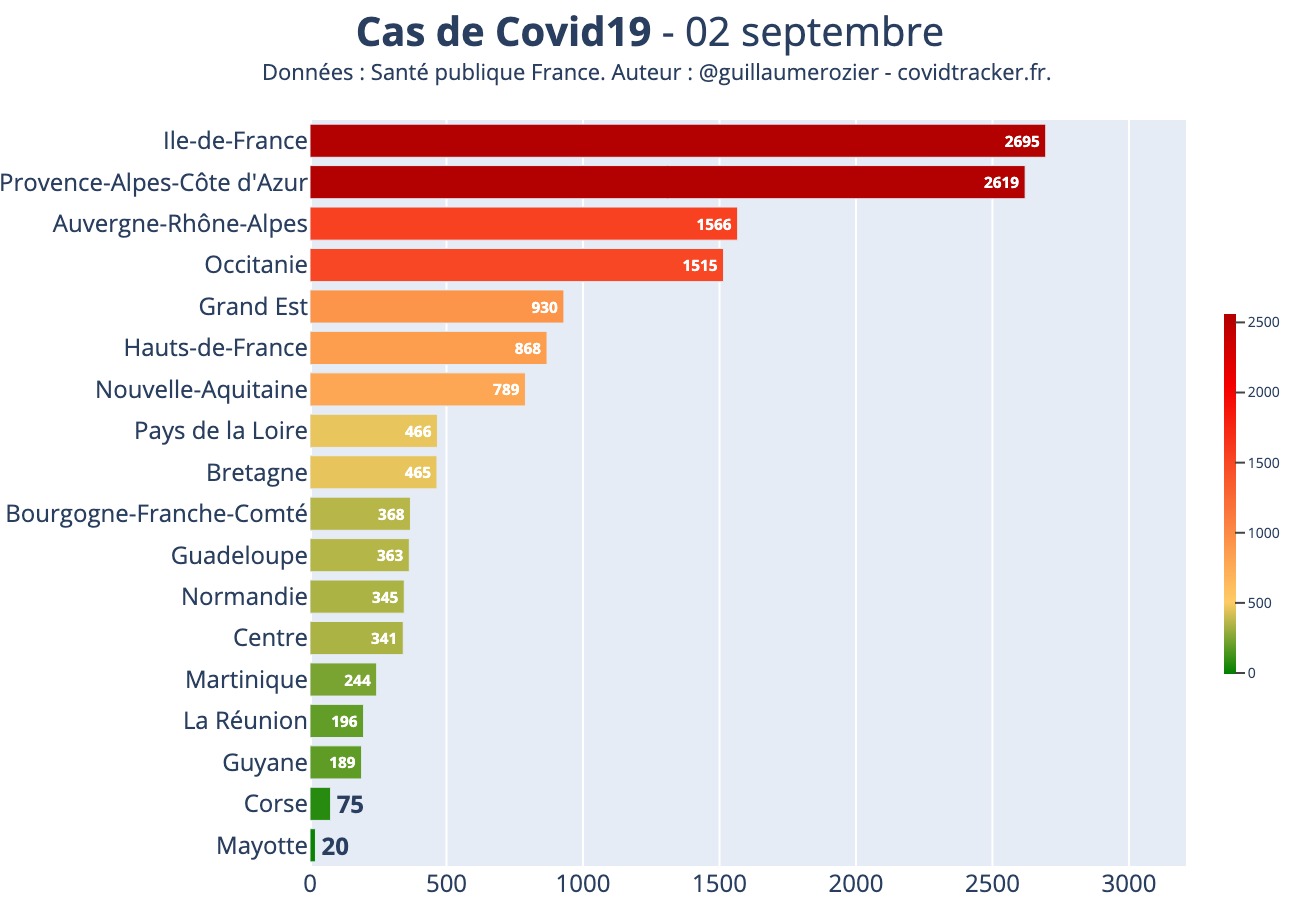 Cas de Covid19 - 02 septembre
Données : Santé publique France. Auteur : @guillaumerozier - covidtracker.fr.
Ile-de-France 2695
Provence-Alpes-Côte d'Azur 2619
Auvergne-Rhône-Alpes 1566
Occitanie 1515
Grand Est 930
Hauts-de-France 868
Nouvelle-Aquitaine 789
Pays de la Loire 466
Bretagne 465
Bourgogne-Franche-Comté 368
Guadeloupe 363
Normandie 345
Centre 341
Martinique 244
La Réunion 196
Guyane 189
Corse 75
Mayotte 20
0 500 1000 1500 2000 2500 3000
2500
2000
1500
1000
500
0